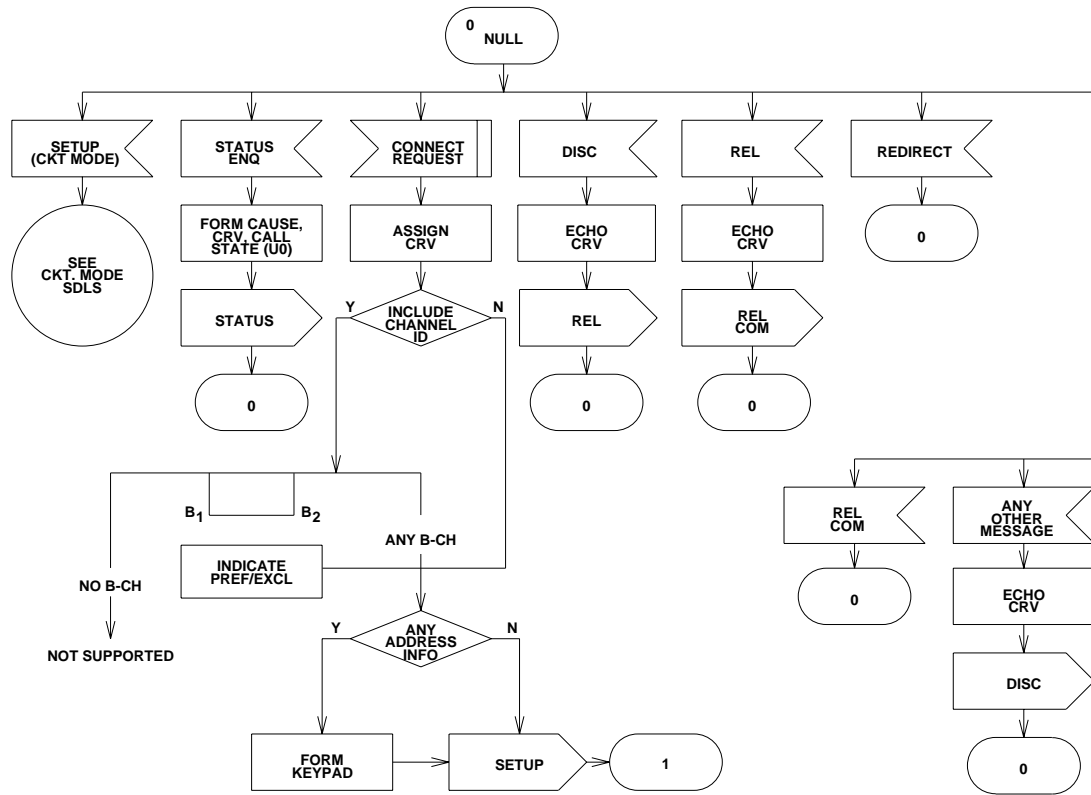 0
NULL
SETUP
(CKT MODE)
STATUS
ENQ
CONNECT
REQUEST
DISC
REL
REDIRECT
SEE
CKT. MODE
SDLS
FORM CAUSE,
CRV, CALL
STATE (U0)
ASSIGN
CRV
ECHO
CRV
ECHO
CRV
0
STATUS
Y
INCLUDE
CHANNEL
ID
N
REL
REL
COM
0
0
0
B1
B2
ANY B-CH
NO B-CH
INDICATE
PREF/EXCL
NOT SUPPORTED
Y
ANY
ADDRESS
INFO
N
FORM
KEYPAD
SETUP
1
REL
COM
ANY
OTHER
MESSAGE
0
ECHO
CRV
DISC
0